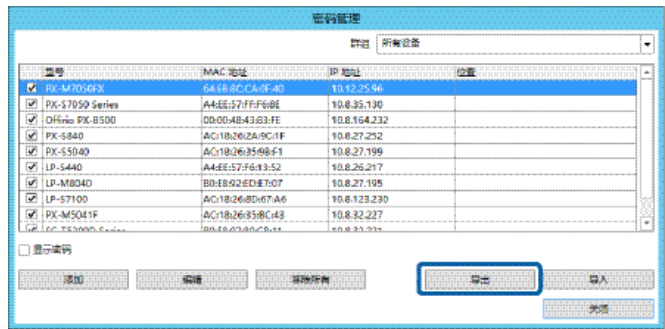 密码管理
群组 所有设备
型号 MAC 地址 IP 地址 位置
PX-M7050FX 64:EB:8C:CA:0F:40 10.12.25.96
PX-S7050 Series A4:EE:57:FF:F6:8E 10.8.35.130
Offirio PX-B500 00:00:48:43:83:FE 10.8.164.232
PX-S840 AC:18:26:2A:9C:1F 10.8.27.252
PX-S5040 AC:18:26:35:98:F1 10.8.27.199
LP-S440 A4:EE:57:F6:13:52 10.8.26.217
LP-M8040 B0:E8:92:ED:E7:07 10.8.27.195
LP-S7100 AC:18:26:8D:67:A6 10.8.123.230
PX-M5041F AC:18:26:35:8C:43 10.8.32.227
显示密码
添加 编辑 移除所有 导出 导入
关闭